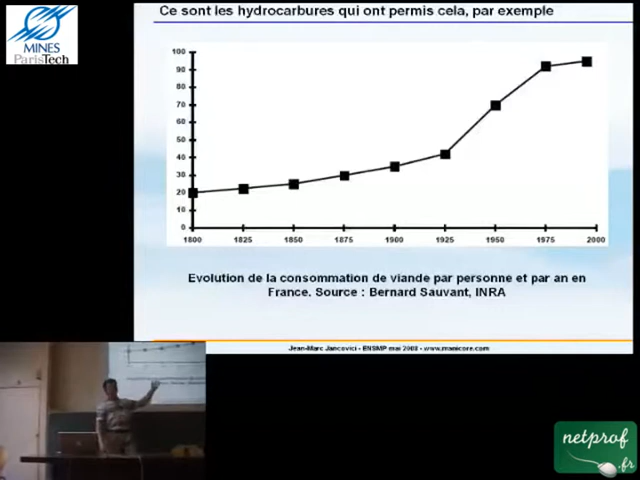 Ce sont les hydrocarbures qui ont permis cela, par exemple
MINES
ParisTech
100
90
80
70
60
50
40
30
20
10
0
1800 1825 1850 1875 1900 1925 1950 1975 2000
Evolution de la consommation de viande par personne et par an en
France. Source : Bernard Sauvant, INRA
Jean-Marc Jancovici - ENSMP mai 2008 - www.manicore.com
netprof
.fr